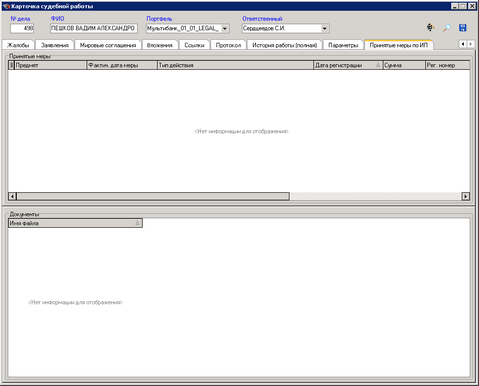 Карточка судебной работы
№ дела ФИО Портфель Ответственный
498 ПЕШКОВ ВАДИМ АЛЕКСАНДРО Мультибанк_01_01_LEGAL_ Сердшеедов С.И.
Жалобы Заявления Мировые соглашения Вложения Ссылки Протокол История работы (полная) Параметры Принятые меры по ИП
Принятые меры
Предмет Фактич. дата меры Тип действия Дата регистрации Сумма Рег. номер
<Нет информации для отображения>
Документы
Имя файла
<Нет информации для отображения>